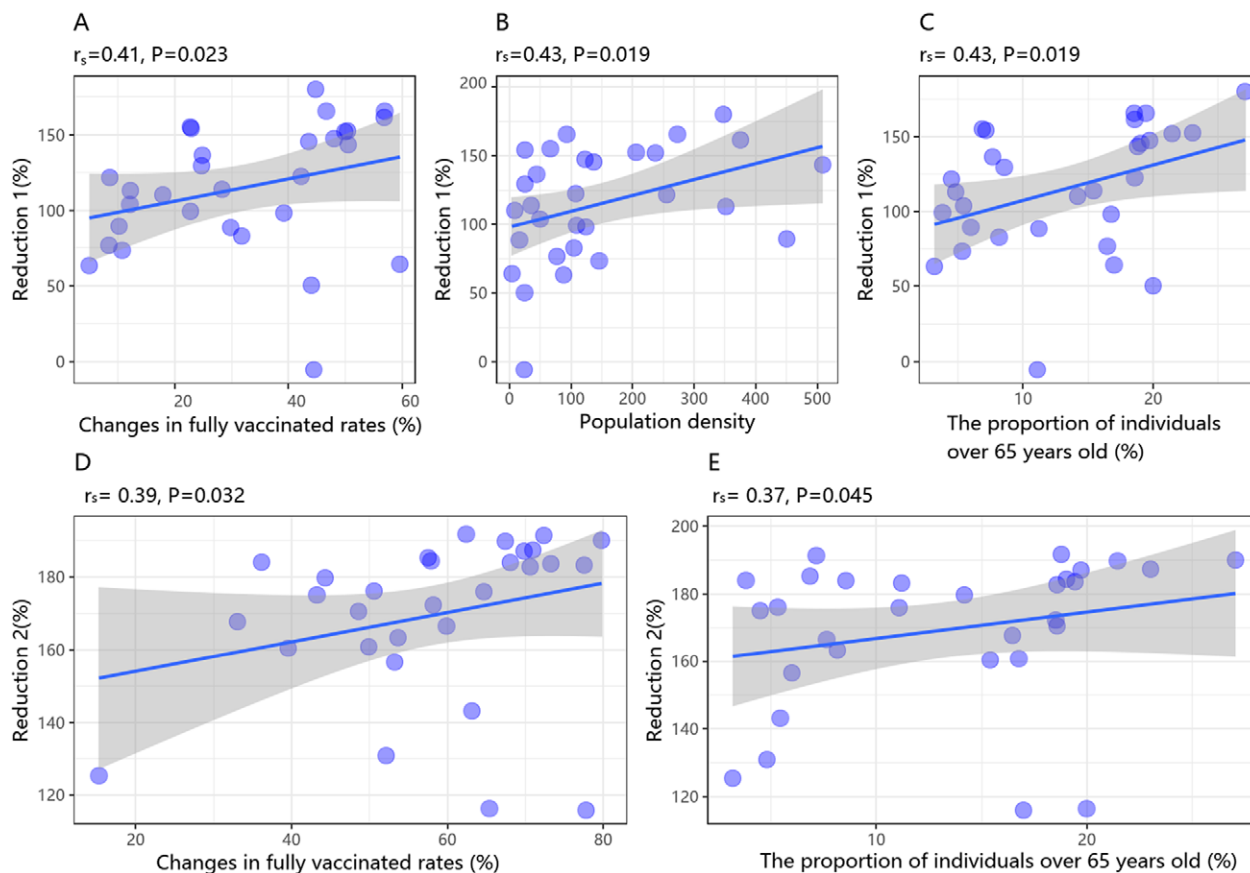 A
rs=0.41, P=0.023
Reduction 1(%)
150
100
50
0
20
40
60
Changes in fully vaccinated rates (%)
B
rs=0.43, P=0.019
Reduction 1(%)
200
150
100
50
0
0
100
200
300
400
500
Population density
C
rs= 0.43, P=0.019
Reduction 1(%)
150
100
50
0
10
20
The proportion of individuals
over 65 years old (%)
D
rs= 0.39, P=0.032
Reduction 2(%)
180
160
140
120
20
40
60
80
Changes in fully vaccinated rates (%)
E
rs= 0.37, P=0.045
Reduction 2(%)
200
180
160
140
120
10
20
The proportion of individuals over 65 years old (%)